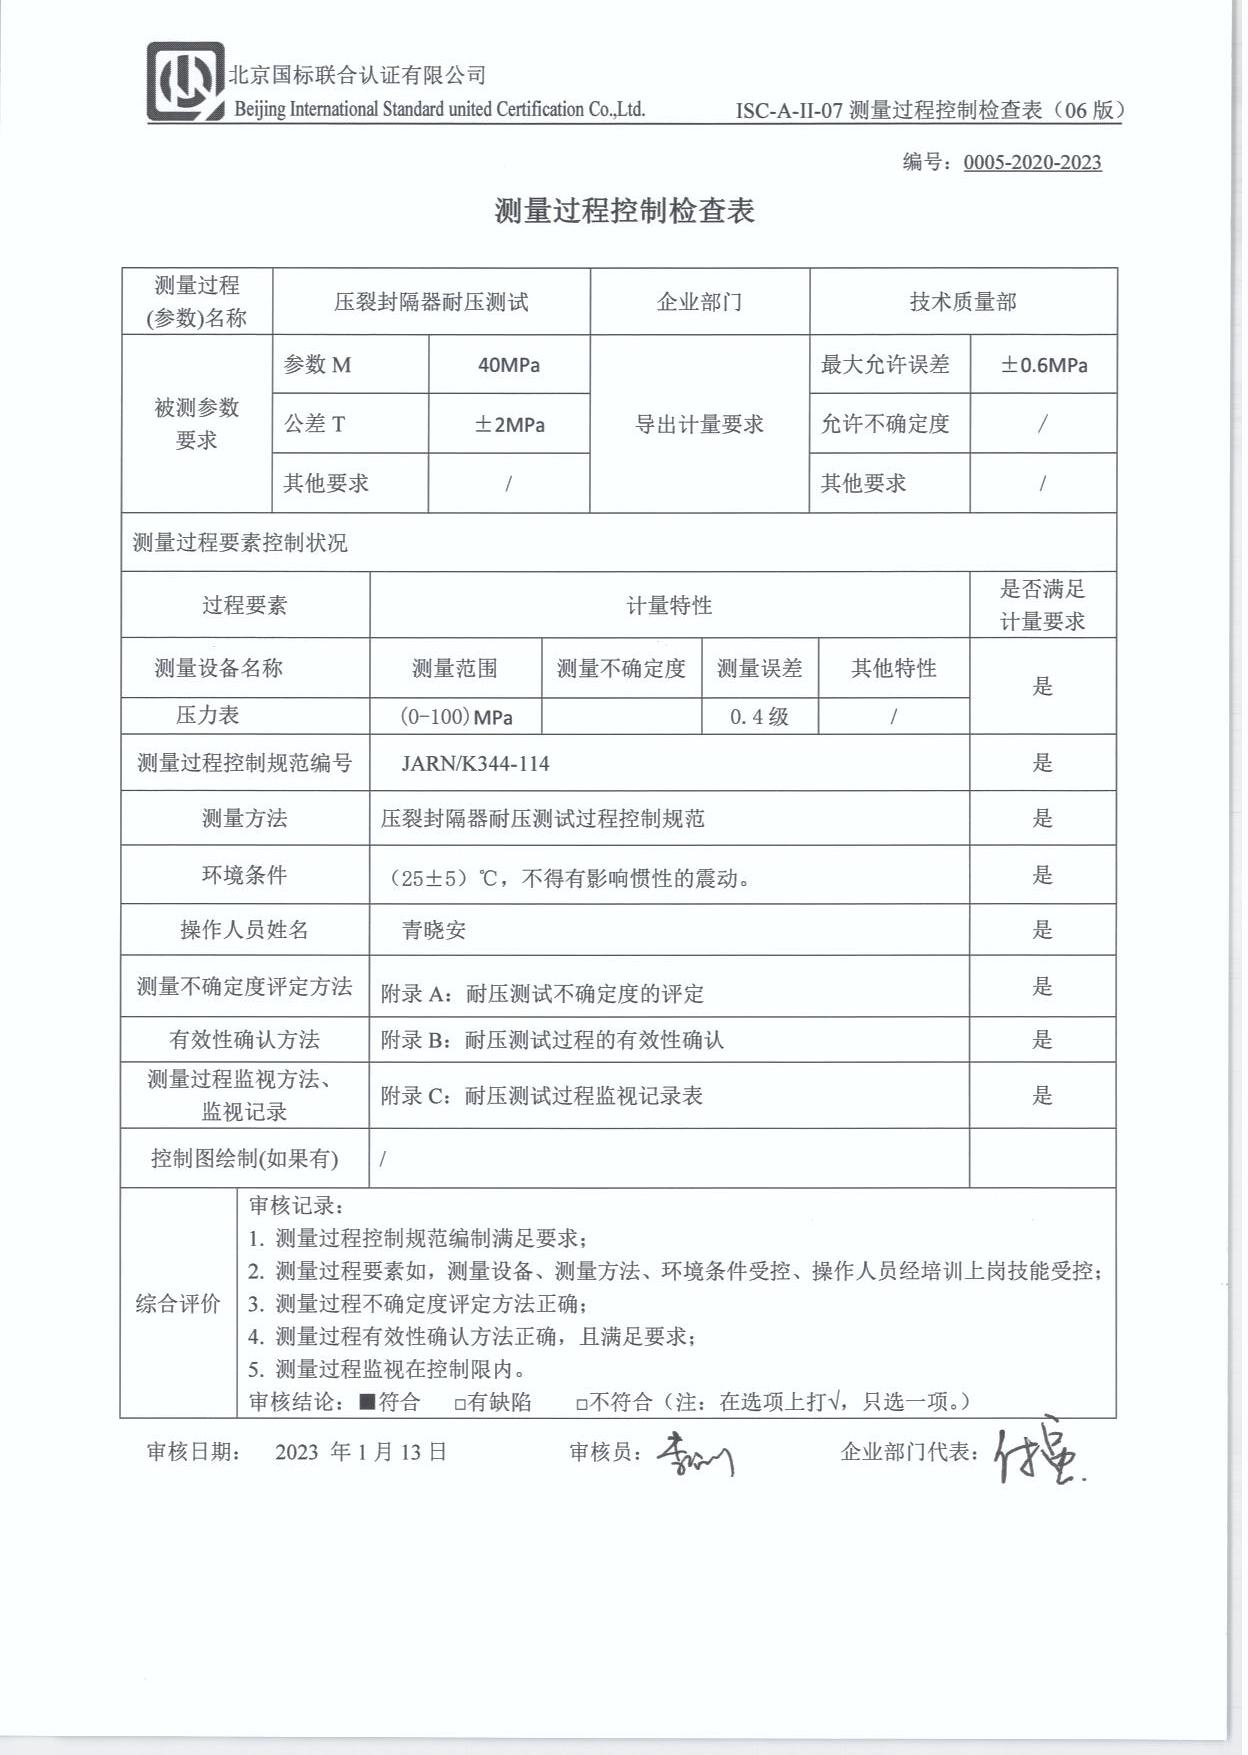 北京国标联合认证有限公司
Beijing International Standard united Certification Co.,Ltd.
ISC-A-II-07 测量过程控制检查表（06 版）
编号：0005-2020-2023
测量过程控制检查表
测量过程
(参数)名称
压裂封隔器耐压测试
企业部门
技术质量部
被测参数
要求
参数 M
40MPa
导出计量要求
最大允许误差
±0.6MPa
公差 T
±2MPa
允许不确定度
/
其他要求
/
其他要求
/
测量过程要素控制状况
过程要素
计量特性
是否满足
计量要求
测量设备名称
测量范围
测量不确定度
测量误差
其他特性
是
压力表
(0-100)MPa
0.4 级
/
测量过程控制规范编号
JARN/K344-114
是
测量方法
压裂封隔器耐压测试过程控制规范
是
环境条件
（25±5）℃，不得有影响惯性的震动。
是
操作人员姓名
青晓安
是
测量不确定度评定方法
附录 A：耐压测试不确定度的评定
是
有效性确认方法
附录 B：耐压测试过程的有效性确认
是
测量过程监视方法、
监视记录
附录 C：耐压测试过程监视记录表
是
控制图绘制(如果有)
/
综合评价
审核记录：
1. 测量过程控制规范编制满足要求；
2. 测量过程要素如，测量设备、测量方法、环境条件受控、操作人员经培训上岗技能受控；
3. 测量过程不确定度评定方法正确；
4. 测量过程有效性确认方法正确，且满足要求；
5. 测量过程监视在控制限内。
审核结论：■符合 □有缺陷 □不符合（注：在选项上打√，只选一项。）
审核日期： 2023 年 1 月 13 日 审核员： 企业部门代表：